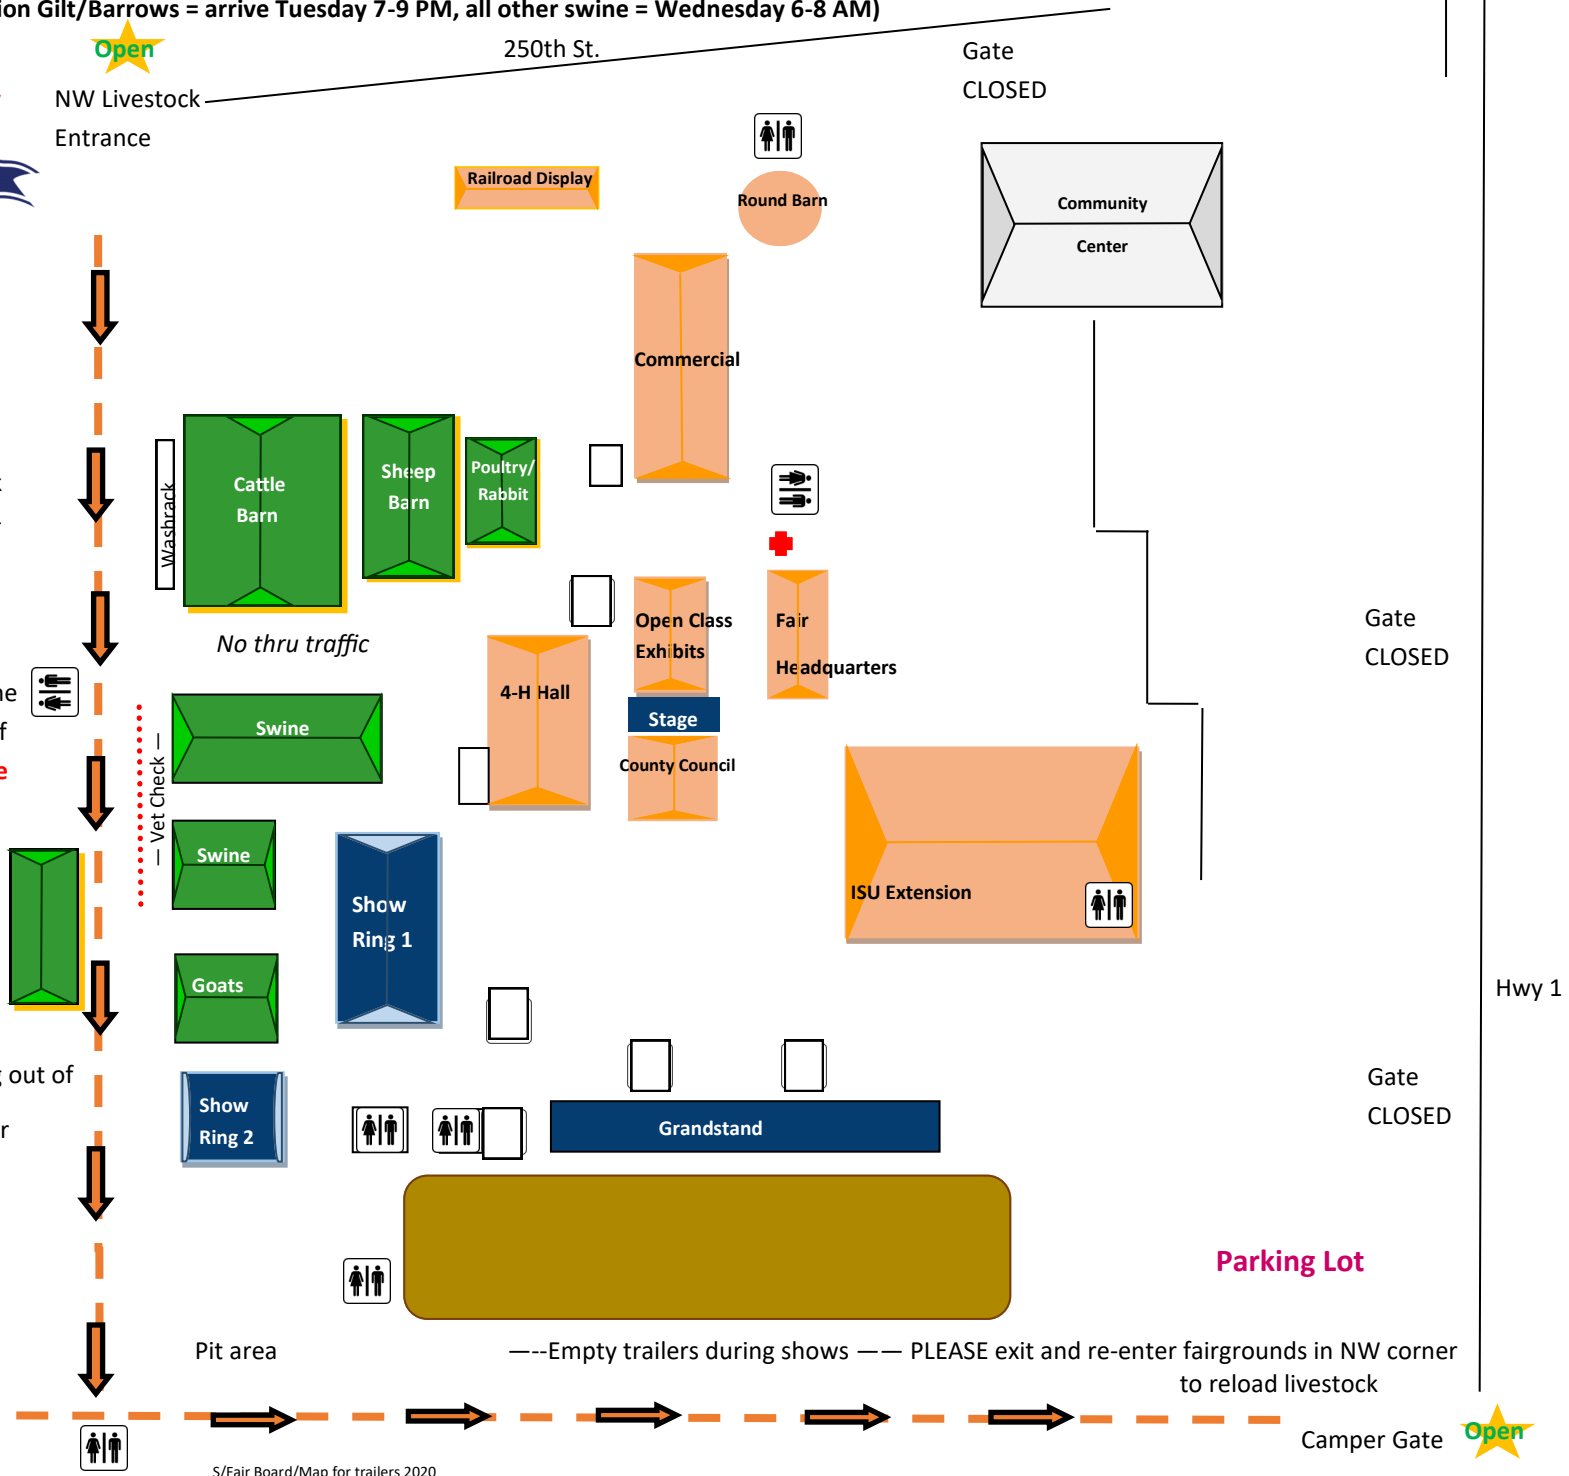 ion Gilt/Barrows = arrive Tuesday 7-9 PM, all other swine = Wednesday 6-8 AM)
Open
250th St.
Gate
CLOSED
NW Livestock
Entrance
Railroad Display
Round Barn
Community
Center
Commercial
Washrack
Cattle
Barn
Sheep
Barn
Poultry/
Rabbit
No thru traffic
Open Class
Exhibits
Fair
Headquarters
Gate
CLOSED
4-H Hall
Stage
County Council
Swine
— Vet Check —
Swine
Show
Ring 1
ISU Extension
Goats
Hwy 1
g out of
Show
Ring 2
Grandstand
Gate
CLOSED
Parking Lot
Pit area
—--Empty trailers during shows —— PLEASE exit and re-enter fairgrounds in NW corner
to reload livestock
Camper Gate
Open
S/Fair Board/Map for trailers 2020